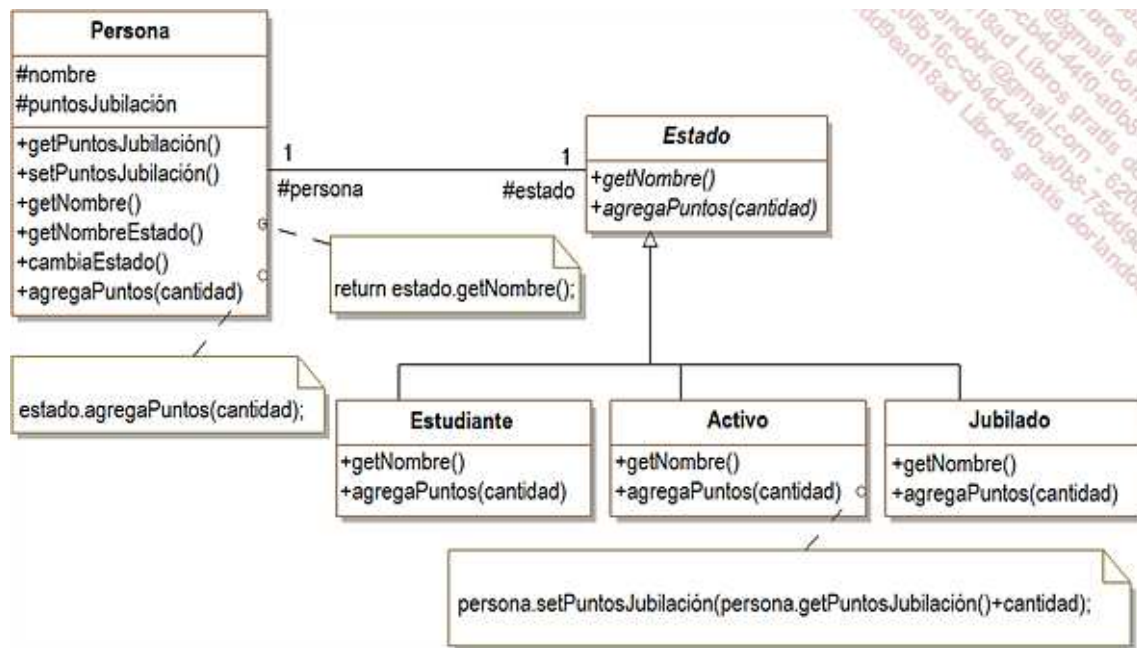 Persona
#nombre
#puntosJubilación
+getPuntosJubilación()
+setPuntosJubilación()
+getNombre()
+getNombreEstado()
+cambiaEstado()
+agregaPuntos(cantidad)
1
#persona
1
#estado
Estado
+getNombre()
+agregaPuntos(cantidad)
return estado.getNombre();
estado.agregaPuntos(cantidad);
Estudiante
+getNombre()
+agregaPuntos(cantidad)
Activo
+getNombre()
+agregaPuntos(cantidad)
Jubilado
+getNombre()
+agregaPuntos(cantidad)
persona.setPuntosJubilación(persona.getPuntosJubilación()+cantidad);